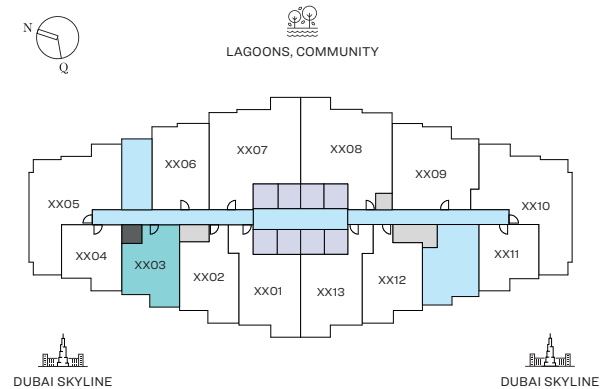 N
Q
LAGOONS, COMMUNITY
XX07
XX08
XX06
XX09
XX05
XX10
XX04
XX03
XX02
XX01
XX13
XX12
XX11
DUBAI SKYLINE
DUBAI SKYLINE